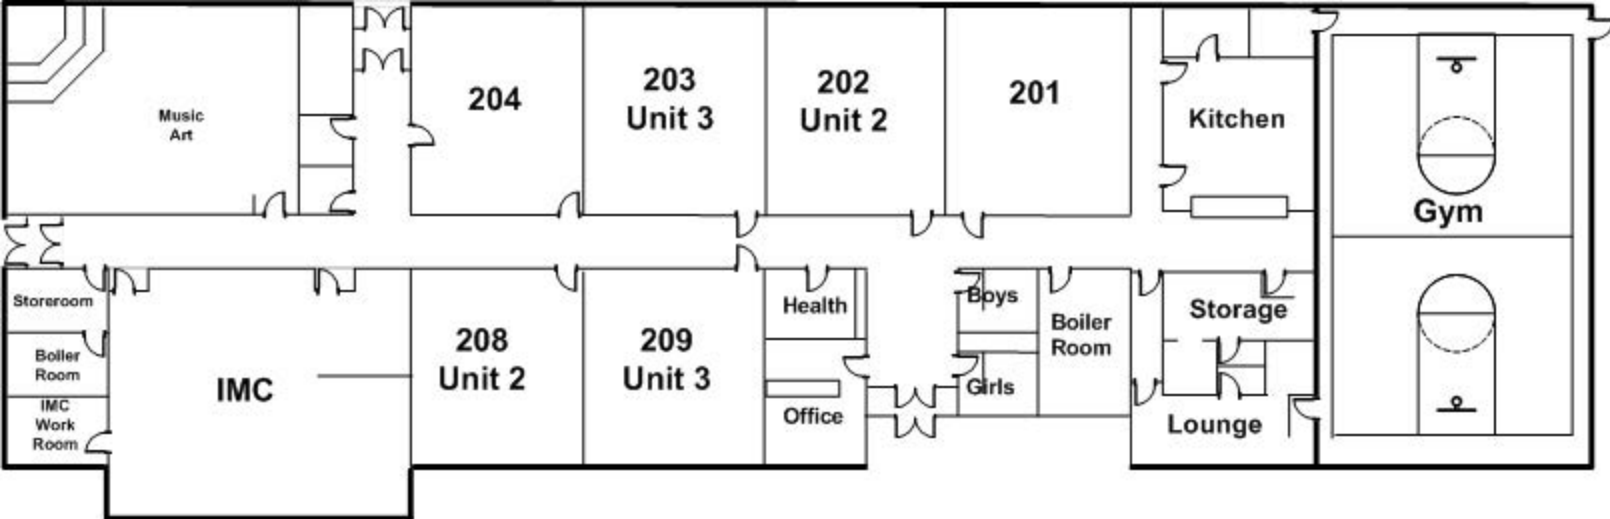 Music
Art
204
203
Unit 3
202
Unit 2
201
Kitchen
Gym
Storeroom
Boiler
Room
IMC
Work
Room
IMC
208
Unit 2
209
Unit 3
Health
Office
Boys
Girls
Boiler
Room
Storage
Lounge